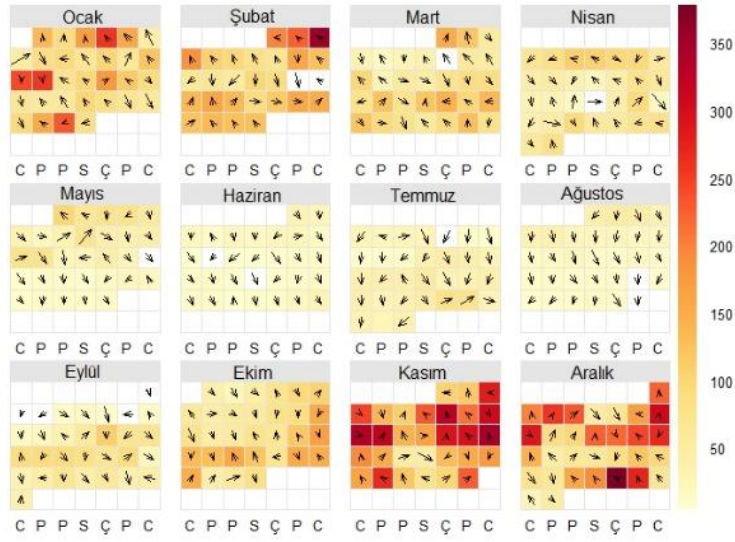 Ocak Şubat Mart Nisan
350
300
C P P S Ç P C C P P S Ç P C C P P S Ç P C C P P S Ç P C
250
Mayıs Haziran Temmuz Ağustos
200
150
C P P S Ç P C C P P S Ç P C C P P S Ç P C C P P S Ç P C
Eylül Ekim Kasım Aralık
100
50
C P P S Ç P C C P P S Ç P C C P P S Ç P C C P P S Ç P C